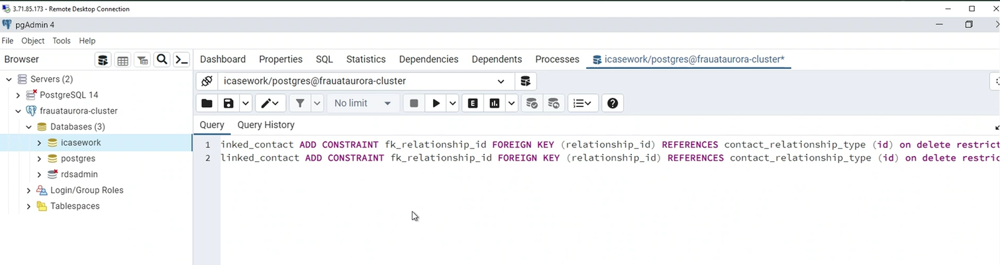 3.71.85.173 - Remote Desktop Connection
pgAdmin 4
File Object Tools Help
Browser
Dashboard Properties SQL Statistics Dependencies Dependents Processes icasework/postgres@frauataurora-cluster*
Servers (2)
PostgreSQL 14
frauataurora-cluster
Databases (3)
icasework
postgres
rdsadmin
Login/Group Roles
Tablespaces
icasework/postgres@frauataurora-cluster
No limit
E
Query Query History
1 inked_contact ADD CONSTRAINT fk_relationship_id FOREIGN KEY (relationship_id) REFERENCES contact_relationship_type (id) on delete restrict
2 linked_contact ADD CONSTRAINT fk_relationship_id FOREIGN KEY (relationship_id) REFERENCES contact_relationship_type (id) on delete restric